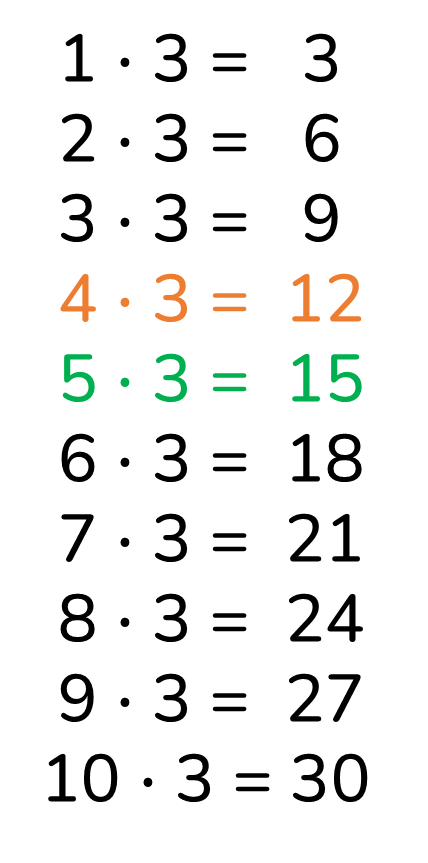 1 · 3 = 3
2 · 3 = 6
3 · 3 = 9
4 · 3 = 12
5 · 3 = 15
6 · 3 = 18
7 · 3 = 21
8 · 3 = 24
9 · 3 = 27
10 · 3 = 30